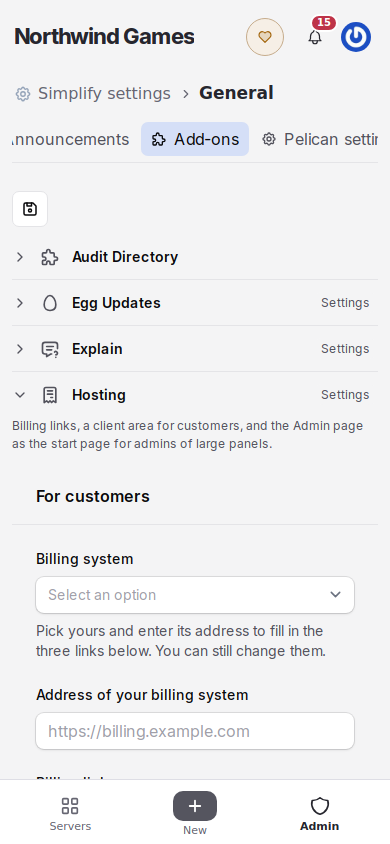 Northwind Games
15
Simplify settings > General
Announcements
Add-ons
Pelican settin
Audit Directory
Egg Updates
Settings
Explain
Settings
Hosting
Settings
Billing links, a client area for customers, and the Admin page
as the start page for admins of large panels.
For customers
Billing system
Select an option
Pick yours and enter its address to fill in the
three links below. You can still change them.
Address of your billing system
https://billing.example.com
Servers
New
Admin